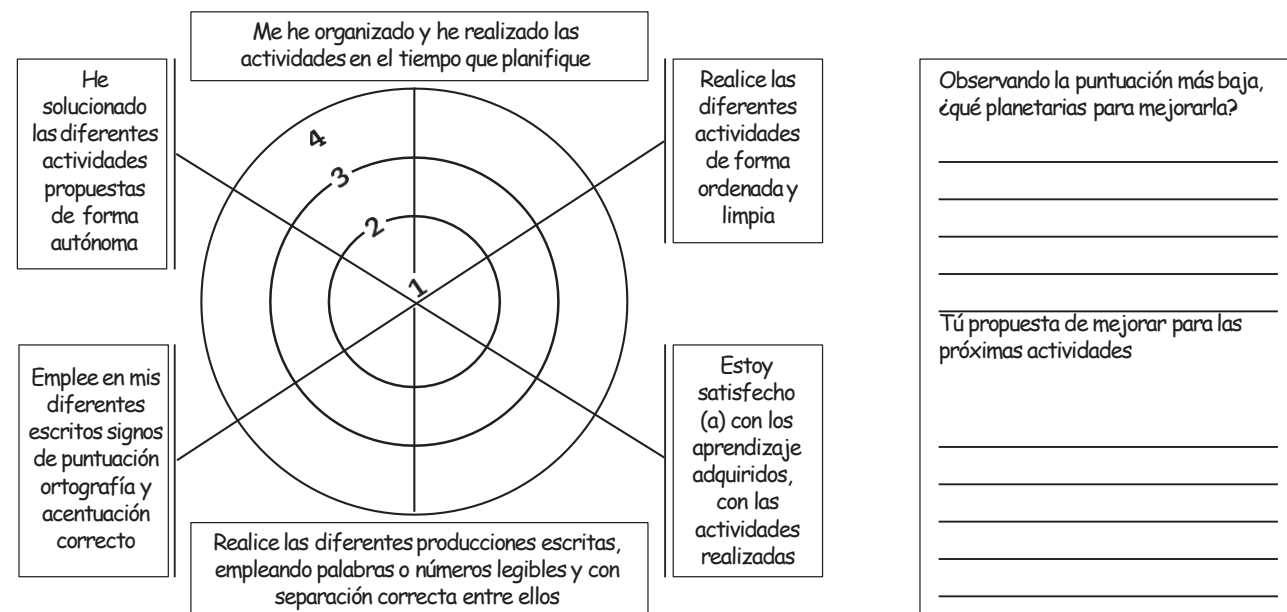 Me he organizado y he realizado las
actividades en el tiempo que planifique
He
solucionado
las diferentes
actividades
propuestas
de forma
autónoma
Realice las
diferentes
actividades
de forma
ordenada y
limpia
4
3
2
1
Emplee en mis
diferentes
escritos signos
de puntuación
ortografía y
acentuación
correcto
Estoy
satisfecho
(a) con los
aprendizaje
adquiridos,
con las
actividades
realizadas
Realice las diferentes producciones escritas,
empleando palabras o números legibles y con
separación correcta entre ellos
Observando la puntuación más baja,
¿qué planetarias para mejorarla?
Tú propuesta de mejorar para las
próximas actividades